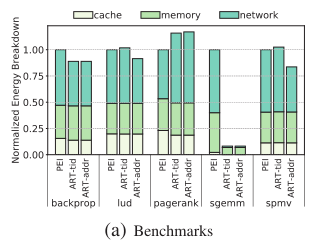 cache memory network
Normalized Energy Breakdown
1.00
0.75
0.50
0.25
0.00
PEI ART-tid ART-addr PEI ART-tid ART-addr PEI ART-tid ART-addr PEI ART-tid ART-addr PEI ART-tid ART-addr
backprop lud pagerank sgemm spmv
(a) Benchmarks